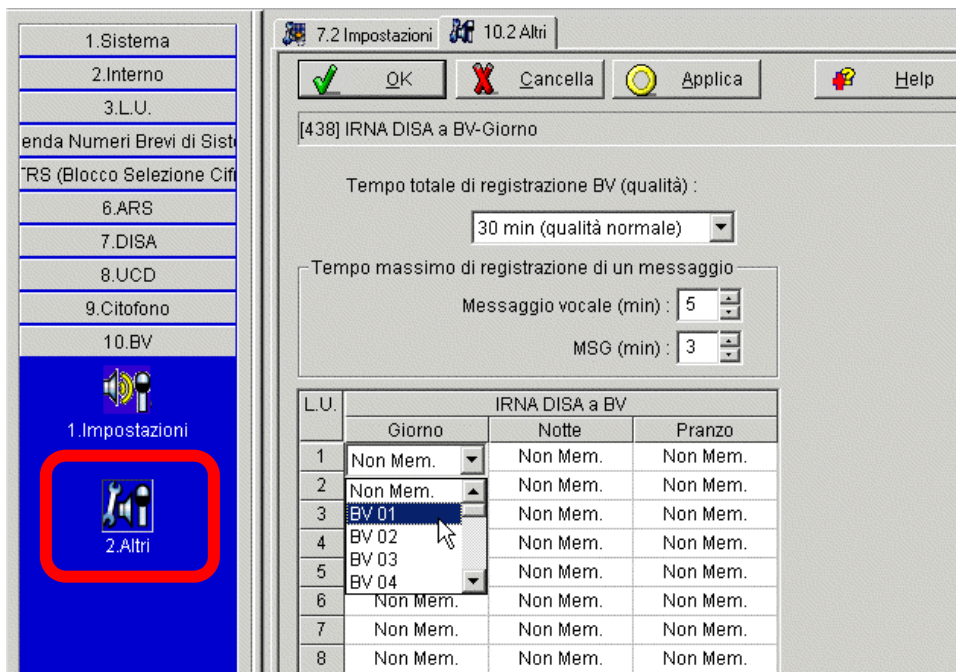 1.Sistema
2.Interno
3.L.U.
enda Numeri Brevi di Sist
TRS (Blocco Selezione Cif
6.ARS
7.DISA
8.UCD
9.Citofono
10.BV
1.Impostazioni
2.Altri
7.2 Impostazioni 10.2 Altri
OK Cancella Applica Help
[438] IRNA DISA a BV-Giorno
Tempo totale di registrazione BV (qualità) :
30 min (qualità normale)
Tempo massimo di registrazione di un messaggio
Messaggio vocale (min) : 5
MSG (min) : 3
L.U. IRNA DISA a BV
Giorno Notte Pranzo
1 Non Mem. Non Mem. Non Mem.
2 Non Mem. Non Mem. Non Mem.
3 BV 01 Non Mem. Non Mem.
4 BV 02 Non Mem. Non Mem.
BV 03
5 BV 04 Non Mem. Non Mem.
6 Non Mem. Non Mem. Non Mem.
7 Non Mem. Non Mem. Non Mem.
8 Non Mem. Non Mem. Non Mem.